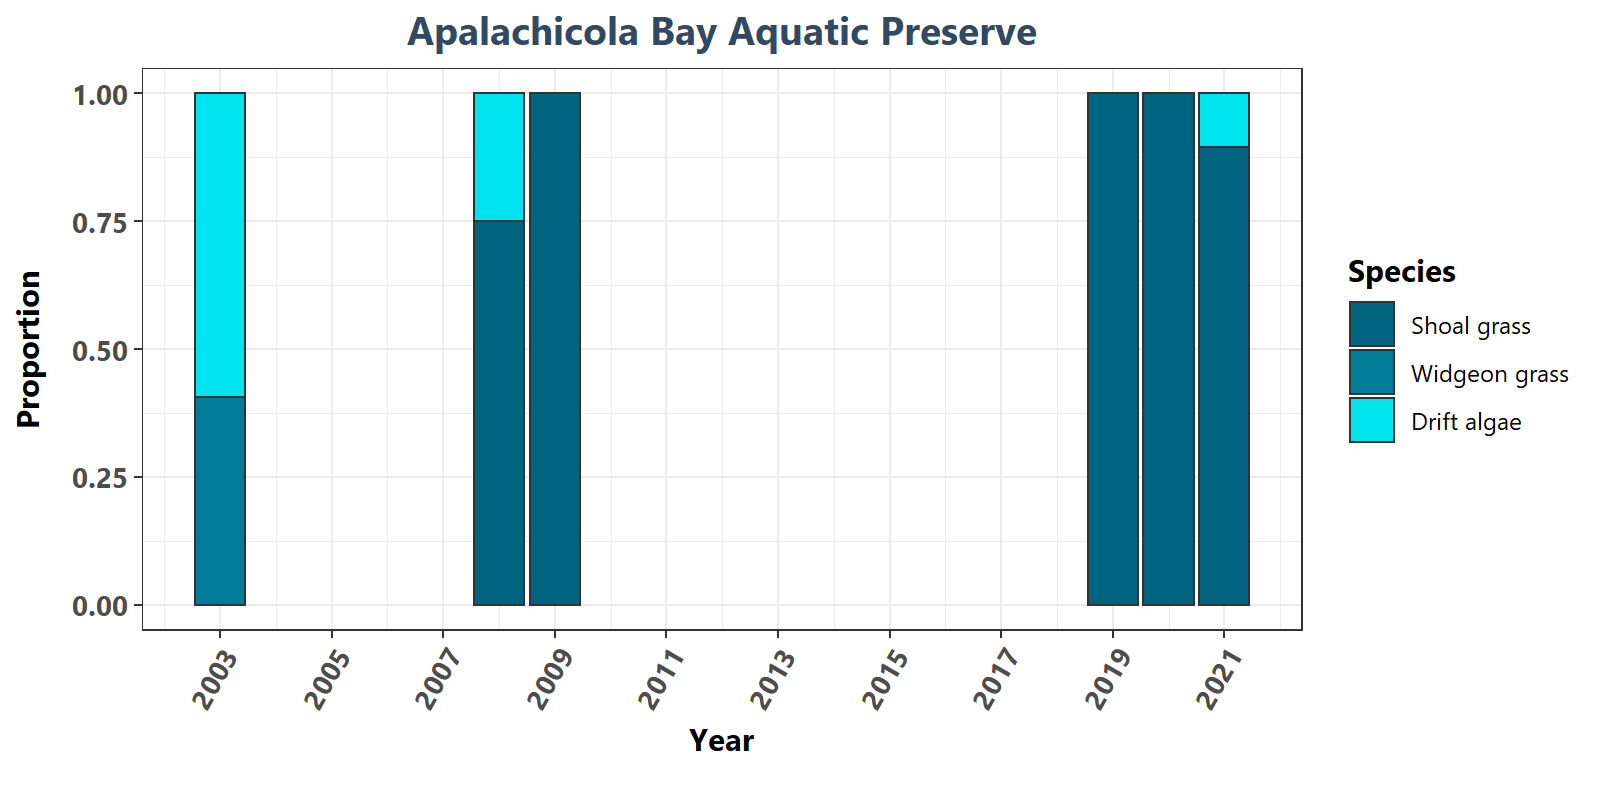 Apalachicola Bay Aquatic Preserve
1.00
0.75
0.50
0.25
0.00
Proportion
2003
2005
2007
2009
2011
2013
2015
2017
2019
2021
Year
Species
Shoal grass
Widgeon grass
Drift algae